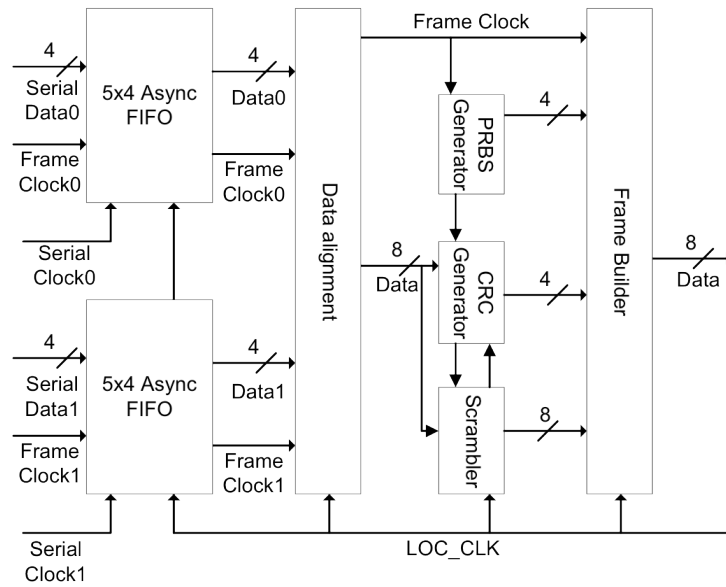 Frame Clock
4
Serial
Data0
5x4 Async
FIFO
4
Data0
Frame
Clock0
Frame
Clock0
Serial
Clock0
Data alignment
PRBS
Generator
4
8
Data
CRC
Generator
4
Scrambler
8
Frame Builder
8
Data
4
Serial
Data1
5x4 Async
FIFO
4
Data1
Frame
Clock1
Frame
Clock1
Serial
Clock1
LOC_CLK